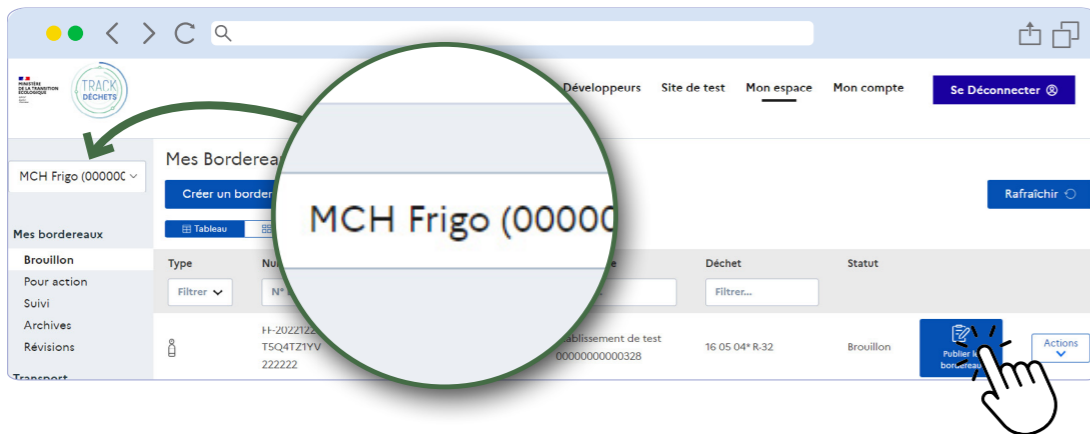 MINISTÈRE
DE LA TRANSITION
ÉCOLOGIQUE
TRACK
DÉCHETS
Développeurs Site de test Mon espace Mon compte Se Déconnecter
MCH Frigo (000000
Mes Bordereau
Créer un border
Rafraîchir
MCH Frigo (00000
Mes bordereaux
Tableau
Brouillon
Pour action
Suivi
Archives
Révisions
Transport
Type Nu Déchet Statut
Filtrer N° Filtrer...
FF-2022122
T5Q4TZ1YV
222222
ablissement de test
00000000000328
16 05 04* R-32
Brouillon
Publier le
bordereau
Actions